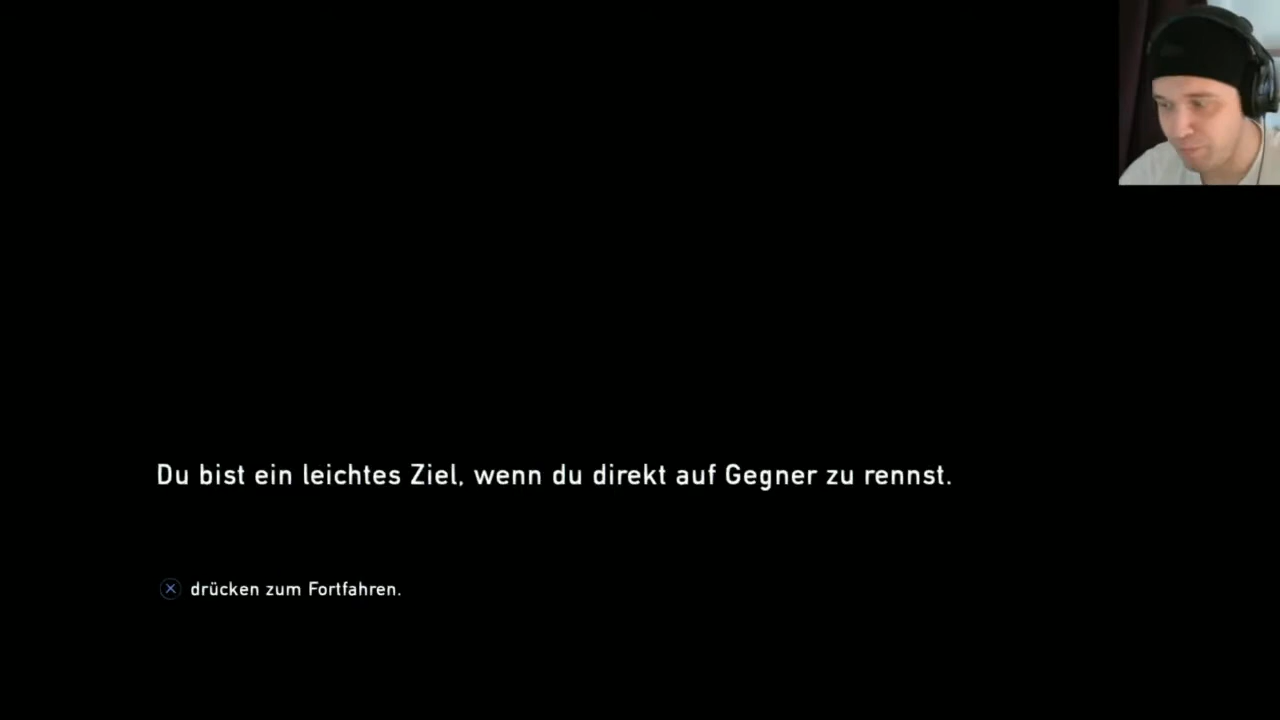 Du bist ein leichtes Ziel, wenn du direkt auf Gegner zu rennst.
drücken zum Fortfahren.